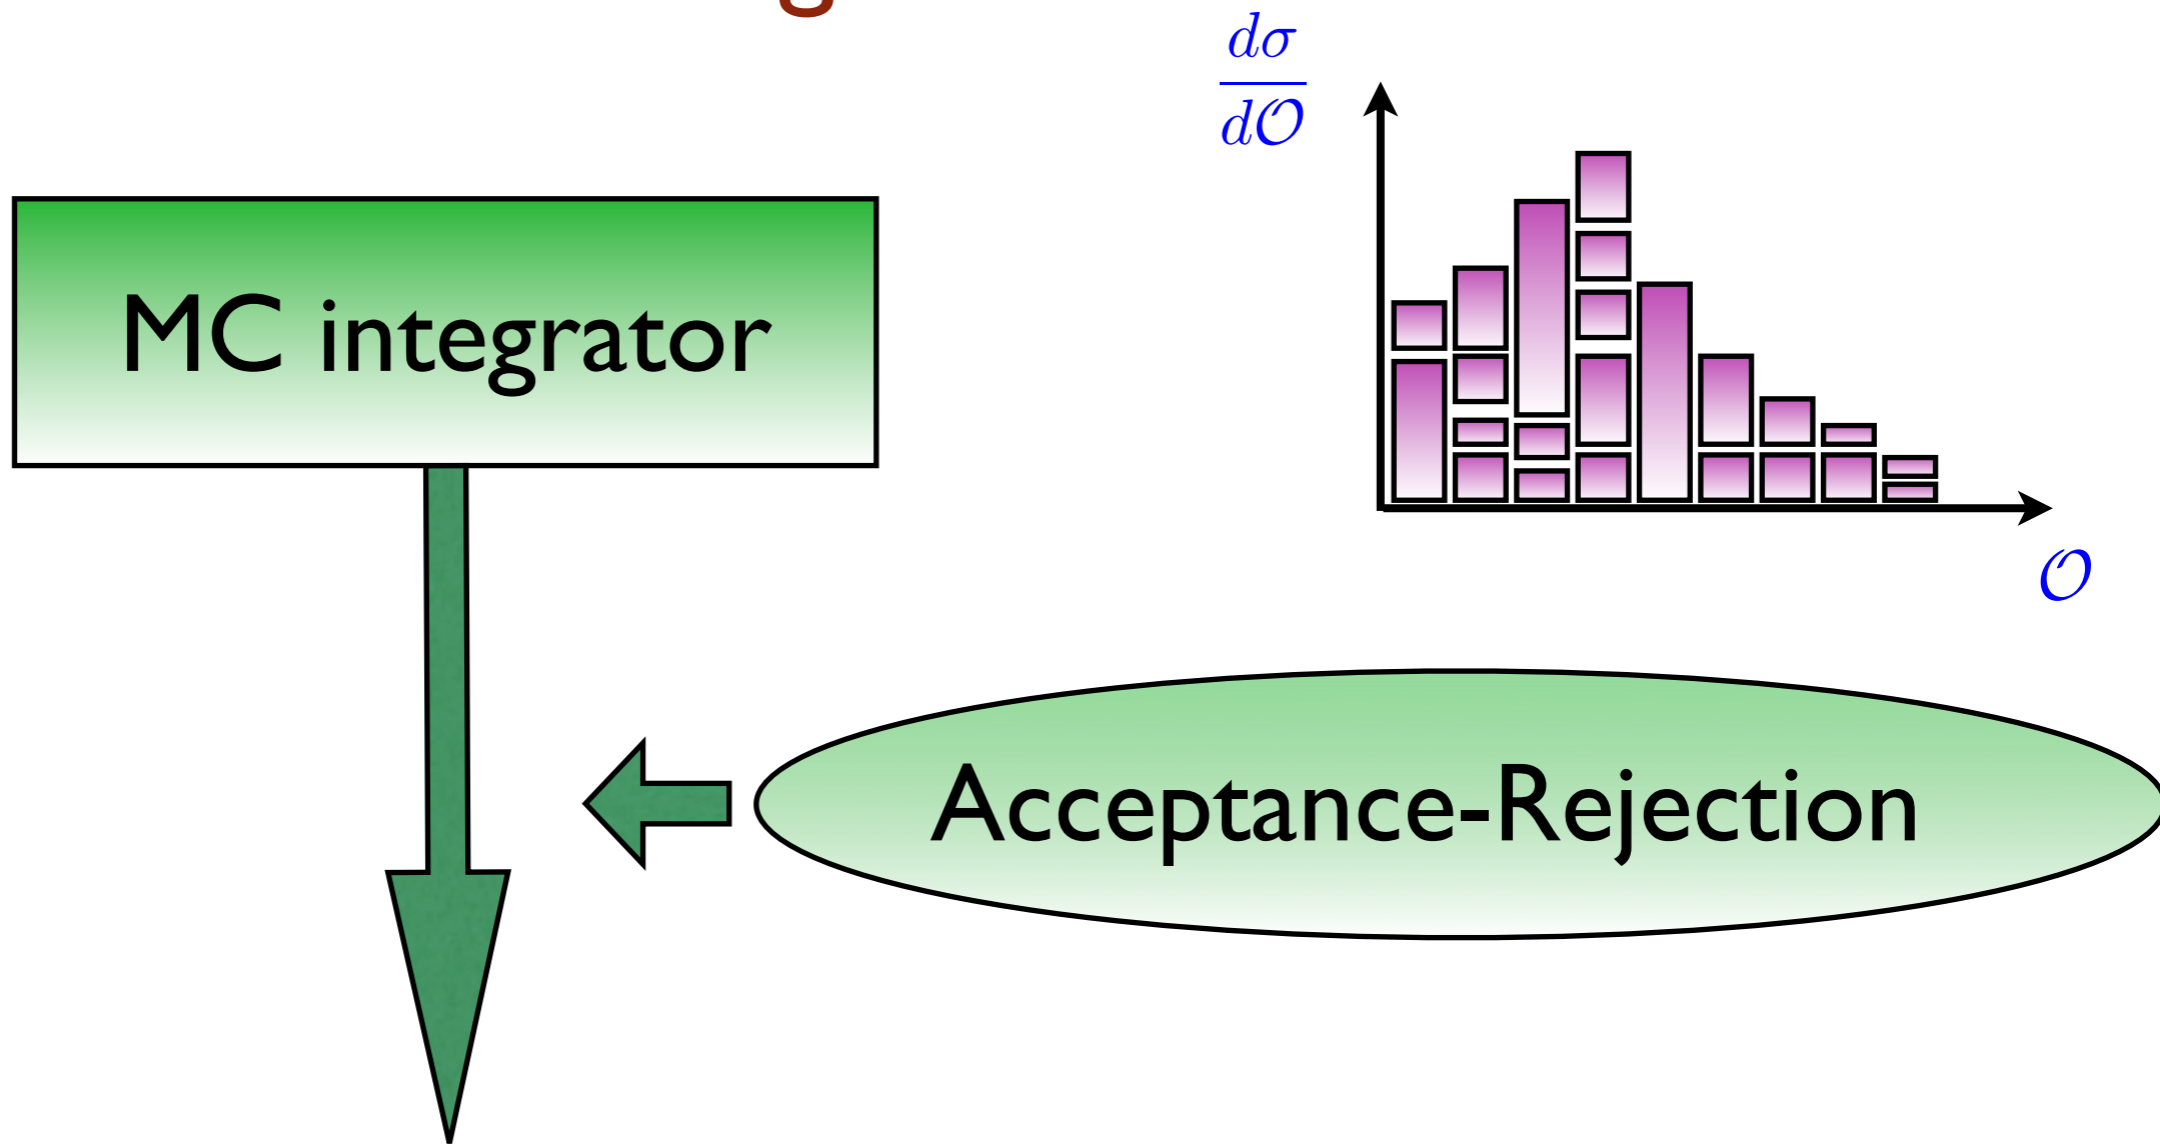 dσ
dO
MC integrator
O
Acceptance-Rejection